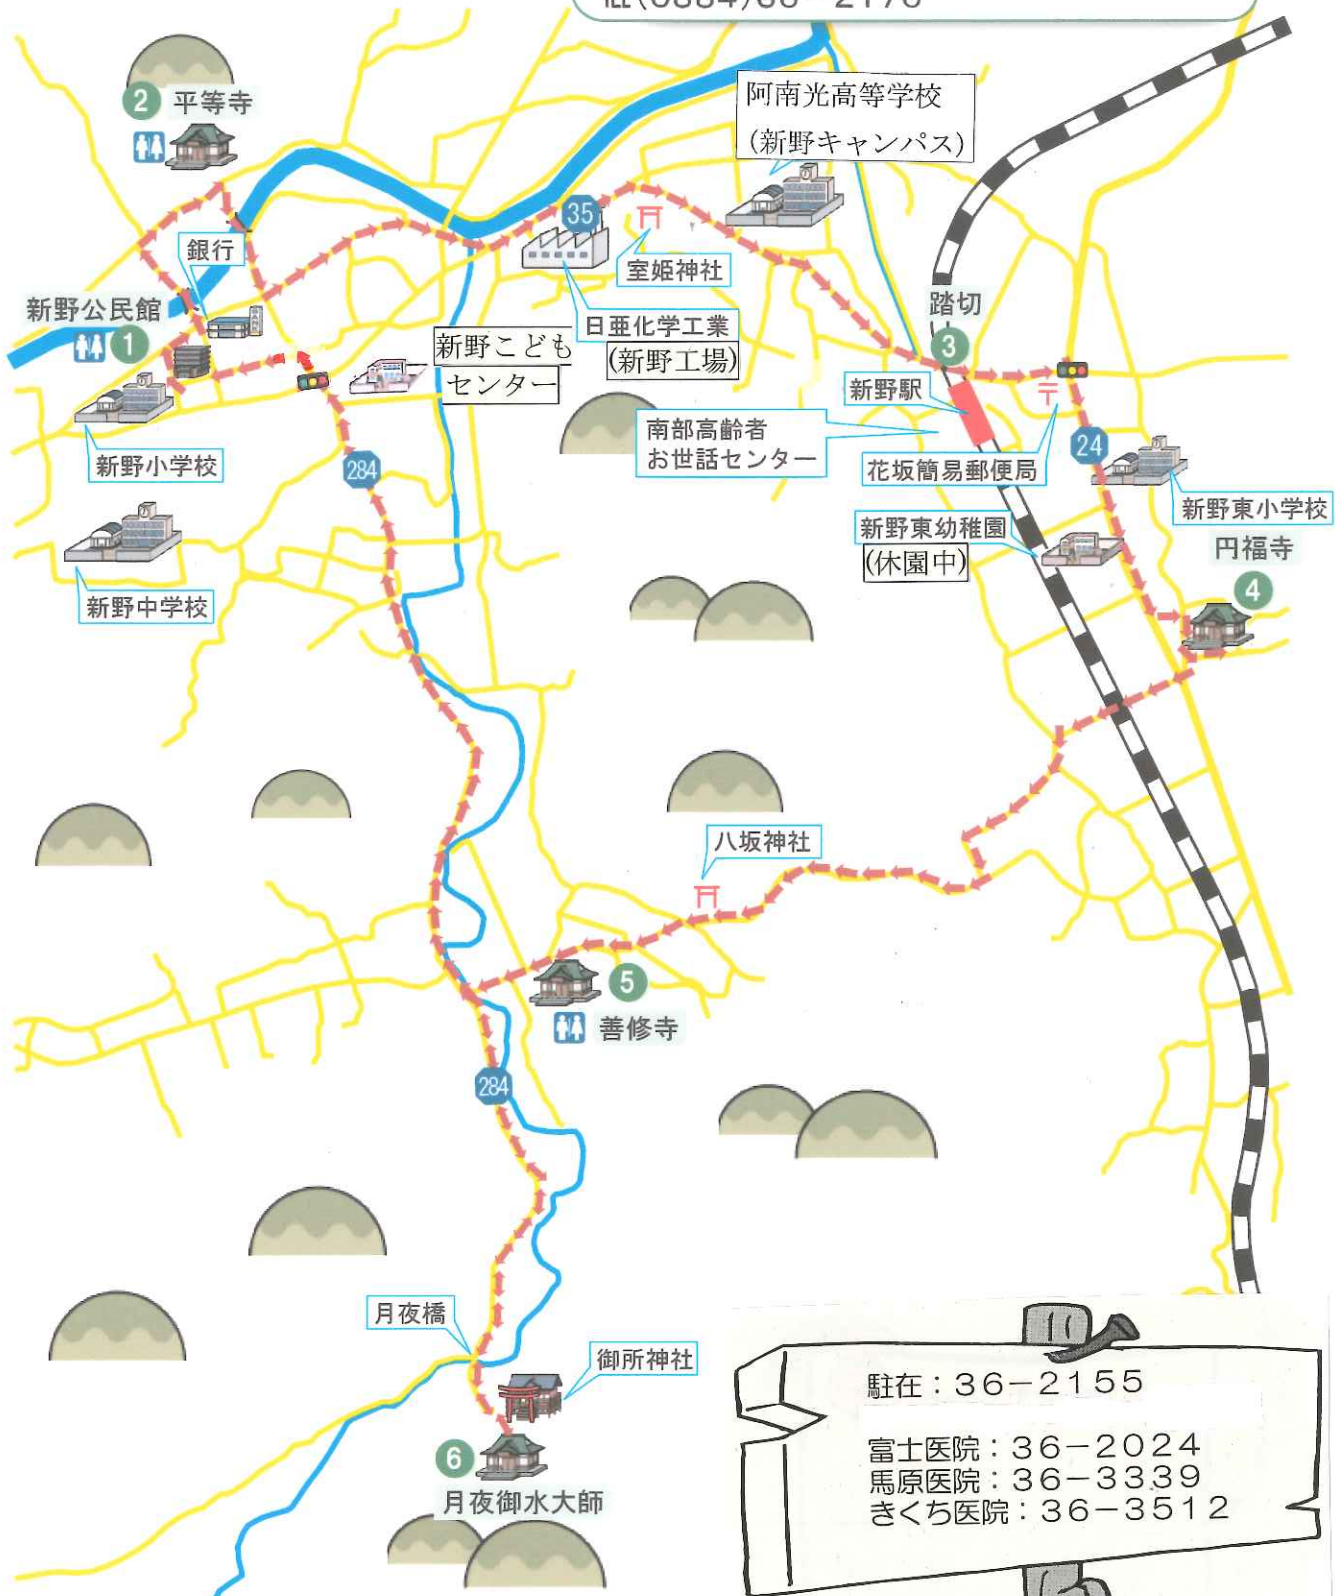 2 平等寺
阿南光高等学校
(新野キャンパス)
35
銀行
室姫神社
新野公民館
1
日亜化学工業
(新野工場)
踏切
3
新野こども
センター
新野駅
南部高齢者
お世話センター
284
24
新野小学校
花坂簡易郵便局
新野東小学校
新野東幼稚園
(休園中)
円福寺
4
新野中学校
八坂神社
5
善修寺
284
月夜橋
御所神社
6
月夜御水大師
駐在：36-2155
富士医院：36-2024
馬原医院：36-3339
きくち医院：36-3512